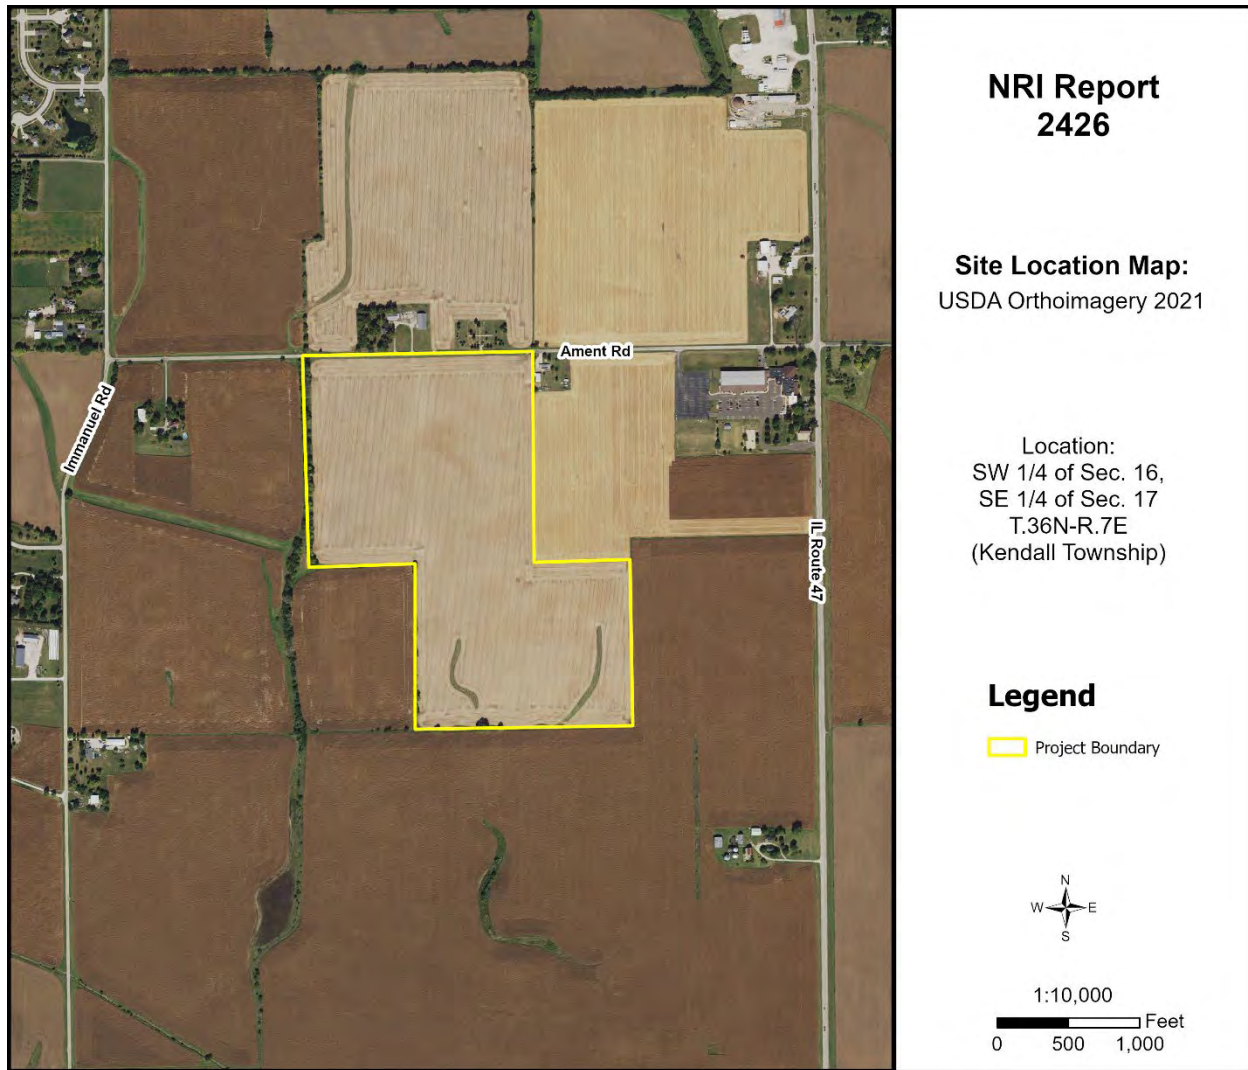 NRI Report
2426
Site Location Map:
USDA Orthoimagery 2021
Ament Rd
Immanuel Rd
IL Route 47
Location:
SW 1/4 of Sec. 16,
SE 1/4 of Sec. 17
T.36N-R.7E
(Kendall Township)
Legend
Project Boundary
N
W E
S
1:10,000
Feet
0 500 1,000